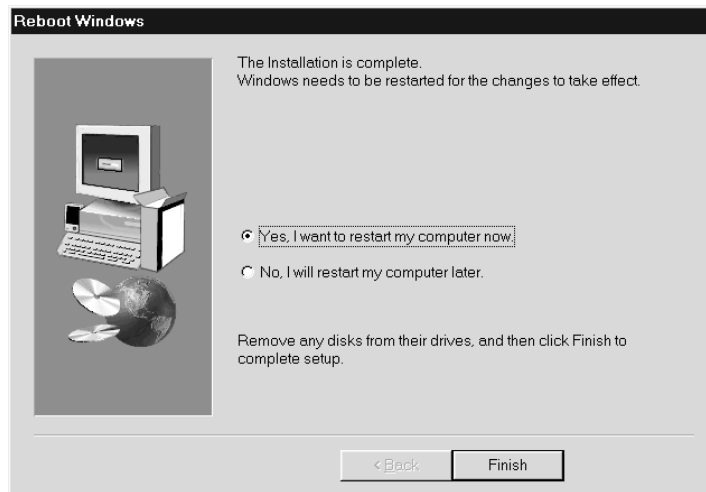 Reboot Windows
The Installation is complete.
Windows needs to be restarted for the changes to take effect.
Yes, I want to restart my computer now.
No, I will restart my computer later.
Remove any disks from their drives, and then click Finish to
complete setup.
< Back
Finish